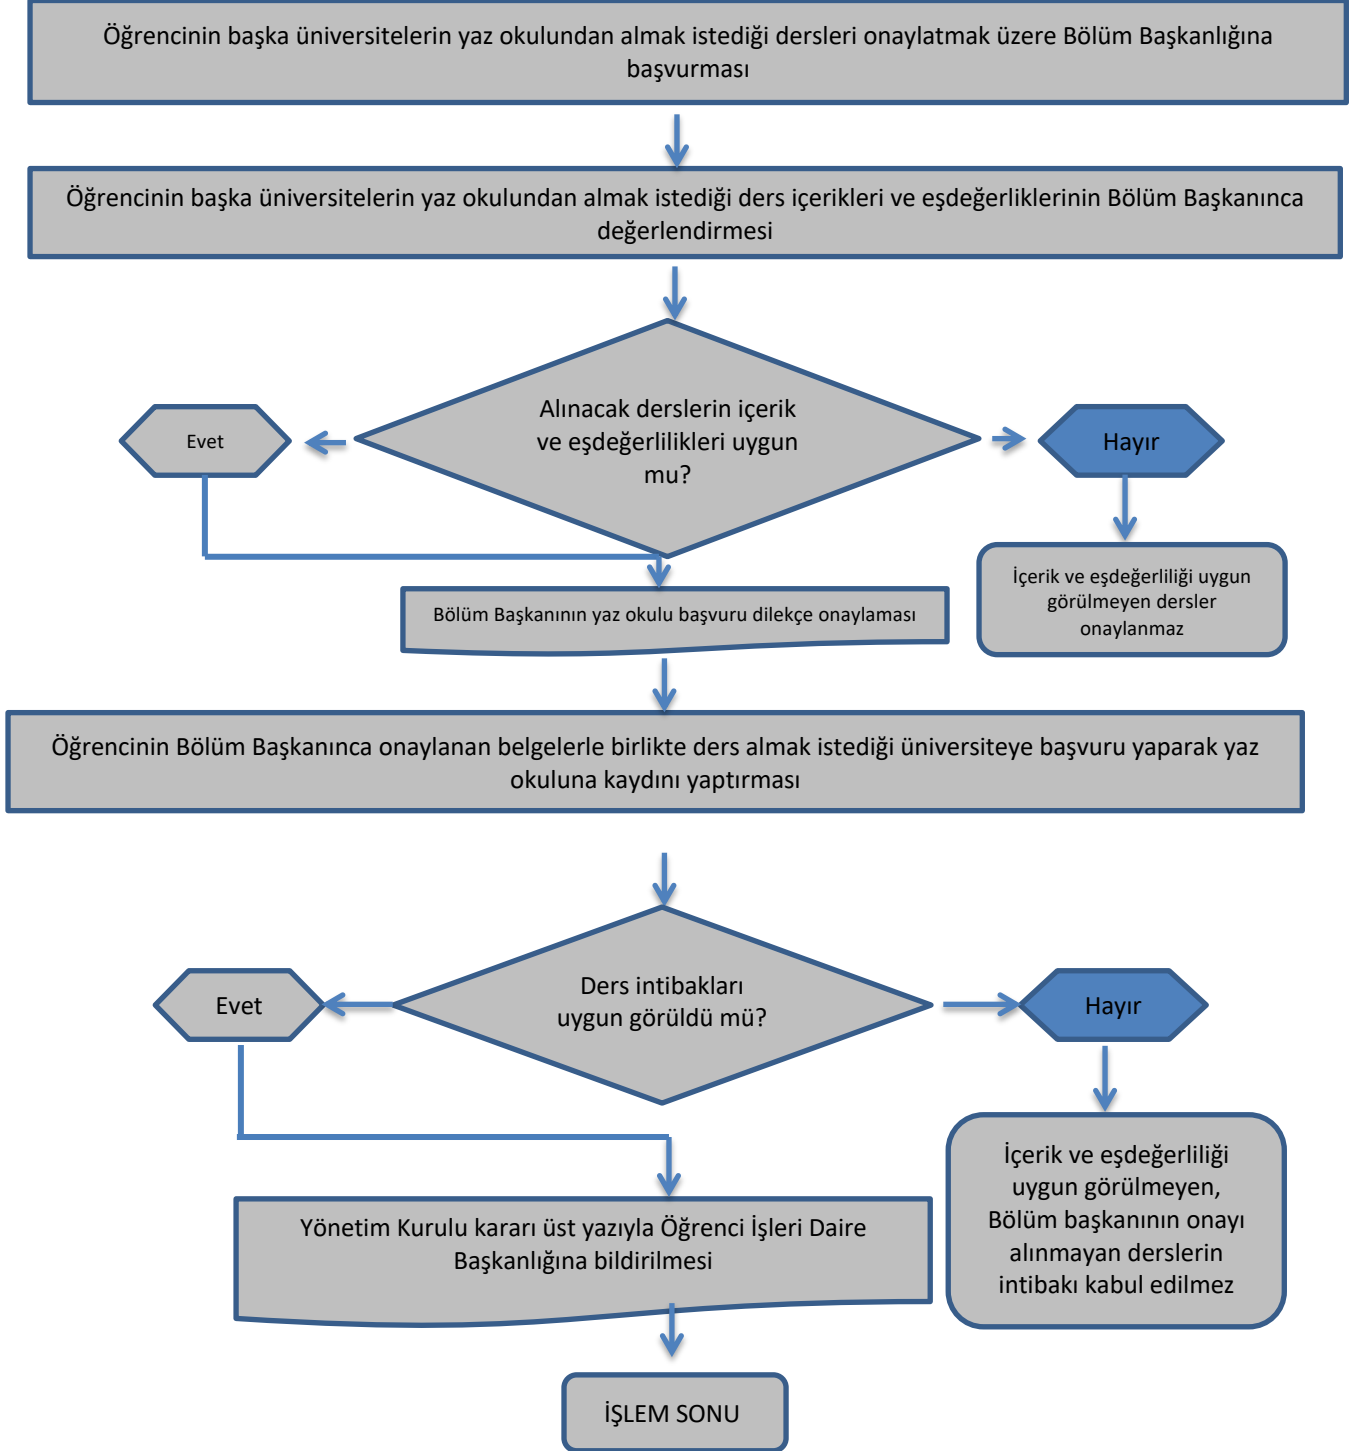 Öğrencinin başka üniversitelerin yaz okulundan almak istediği dersleri onaylatmak üzere Bölüm Başkanlığına
başvurması
Öğrencinin başka üniversitelerin yaz okulundan almak istediği ders içerikleri ve eşdeğerliklerinin Bölüm Başkanınca
değerlendirmesi
Alınacak derslerin içerik
ve eşdeğerlilikleri uygun
mu?
Evet
Hayır
İçerik ve eşdeğerliliği uygun
görülmeyen dersler
onaylanmaz
Bölüm Başkanının yaz okulu başvuru dilekçe onaylaması
Öğrencinin Bölüm Başkanınca onaylanan belgelerle birlikte ders almak istediği üniversiteye başvuru yaparak yaz
okuluna kaydını yaptırması
Ders intibakları
uygun görüldü mü?
Evet
Hayır
İçerik ve eşdeğerliliği
uygun görülmeyen,
Bölüm başkanının onayı
alınmayan derslerin
intibakı kabul edilmez
Yönetim Kurulu kararı üst yazıyla Öğrenci İşleri Daire
Başkanlığına bildirilmesi
İŞLEM SONU